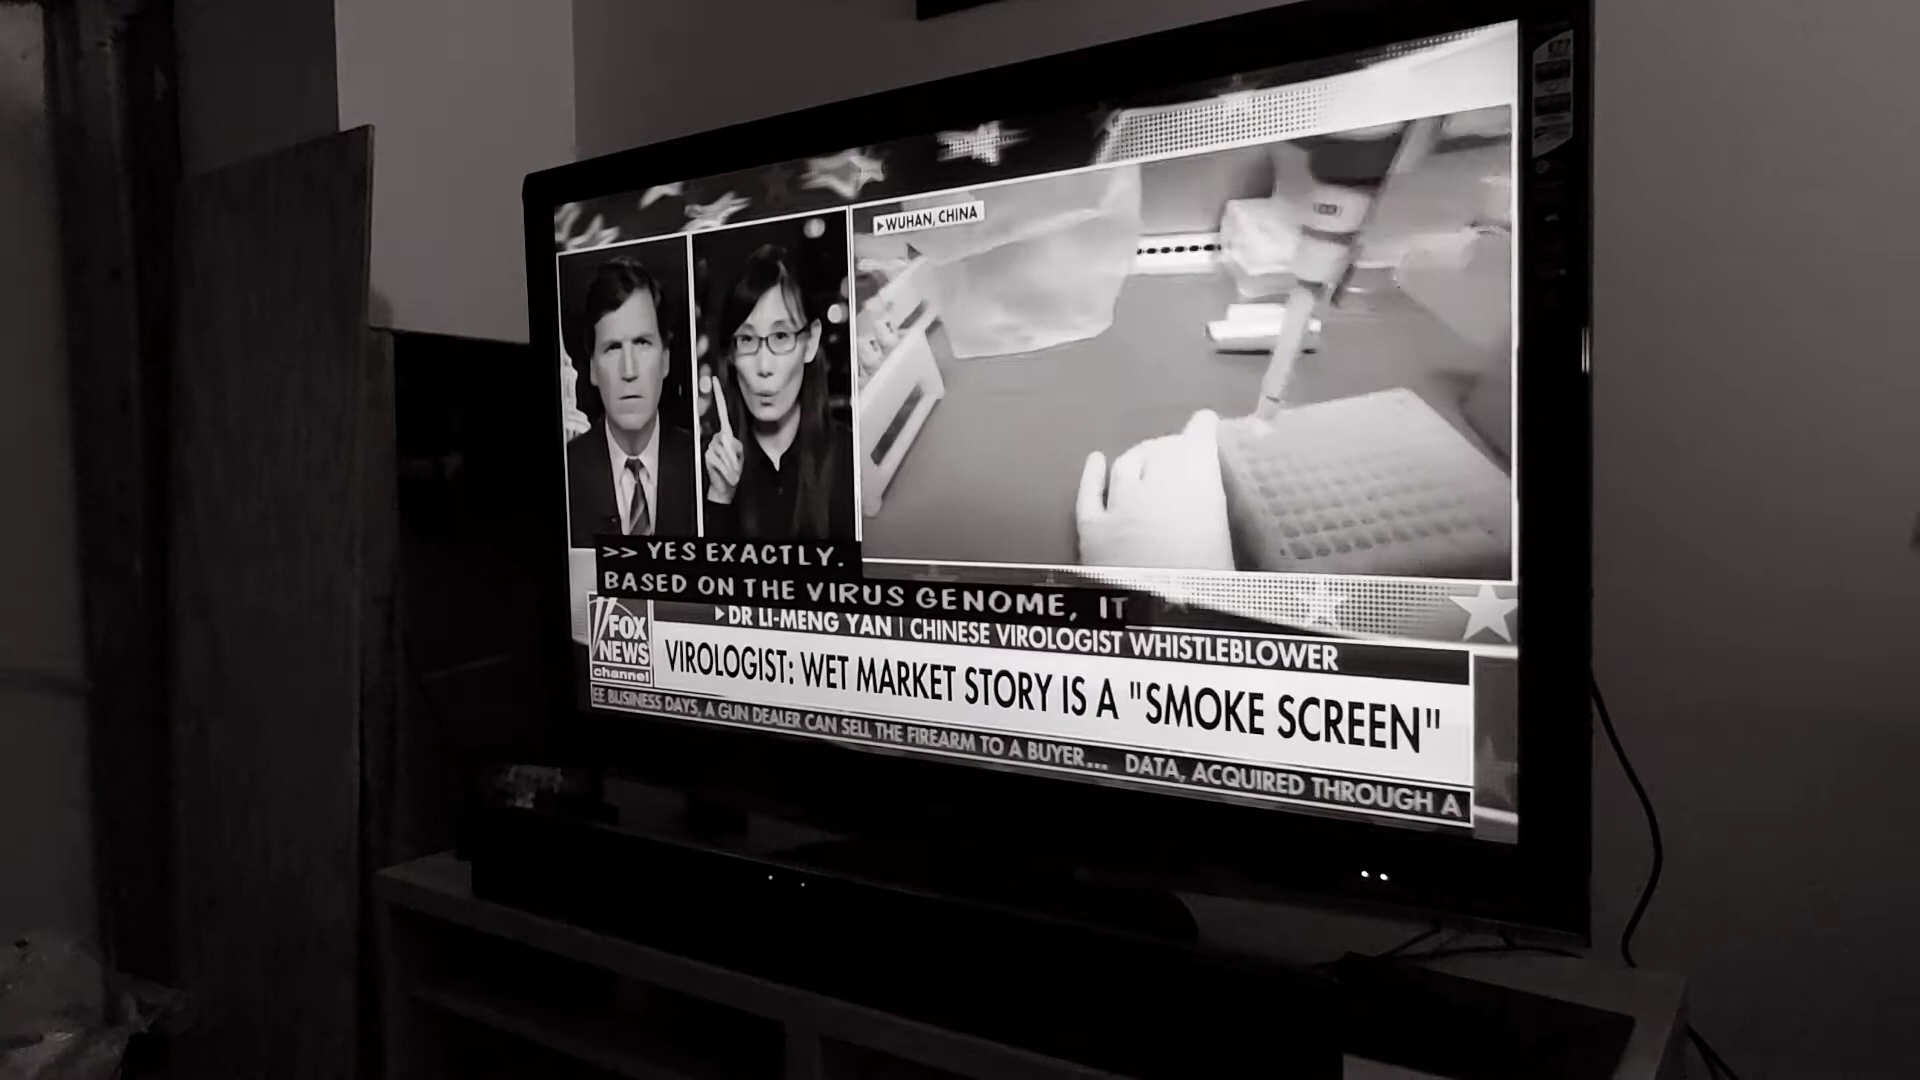 ▸WUHAN, CHINA
>> YES EXACTLY.
BASED ON THE VIRUS GENOME, IT
▸DR LI-MENG YAN | CHINESE VIROLOGIST WHISTLEBLOWER
FOX
NEWS
channel
VIROLOGIST: WET MARKET STORY IS A "SMOKE SCREEN"
EE BUSINESS DAYS, A GUN DEALER CAN SELL THE FIREARM TO A BUYER... DATA, ACQUIRED THROUGH A